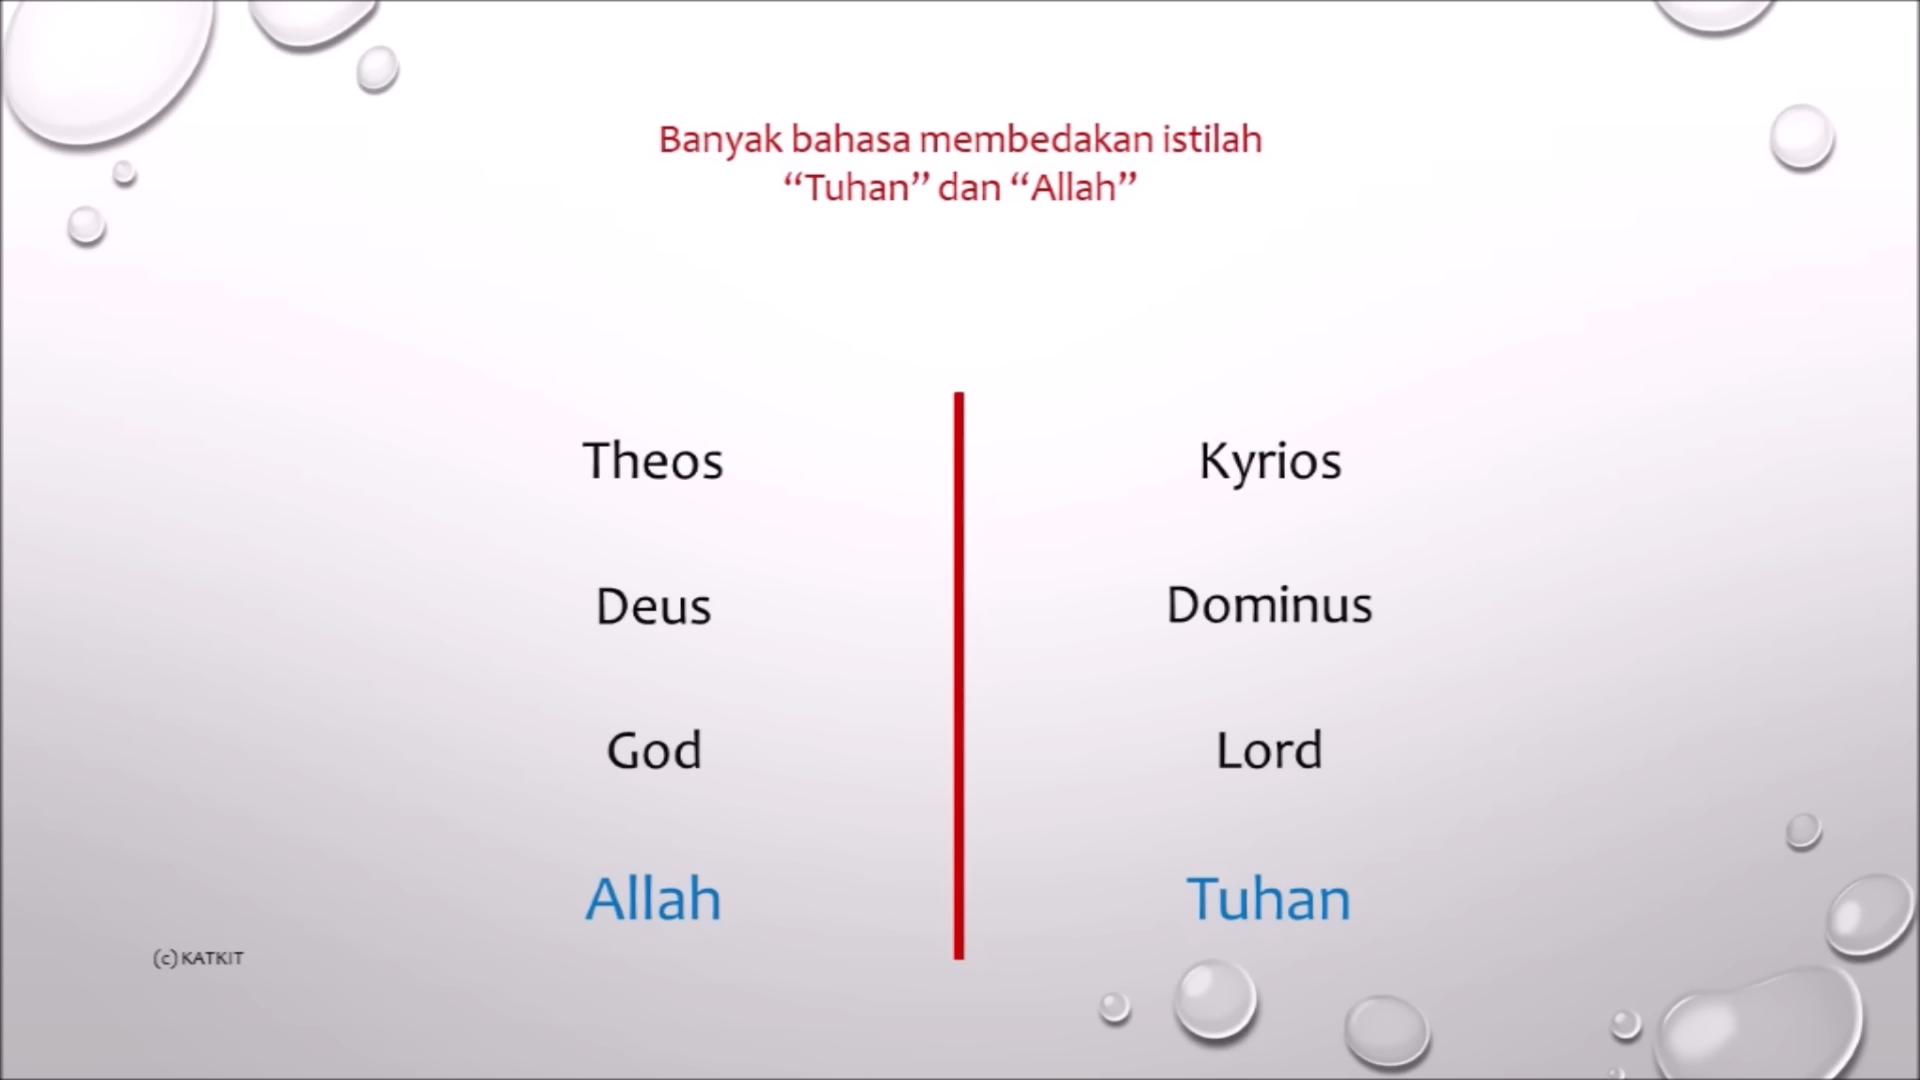 Banyak bahasa membedakan istilah
“Tuhan” dan “Allah”
Theos
Kyrios
Deus
Dominus
God
Lord
Allah
Tuhan
(c) KATKIT